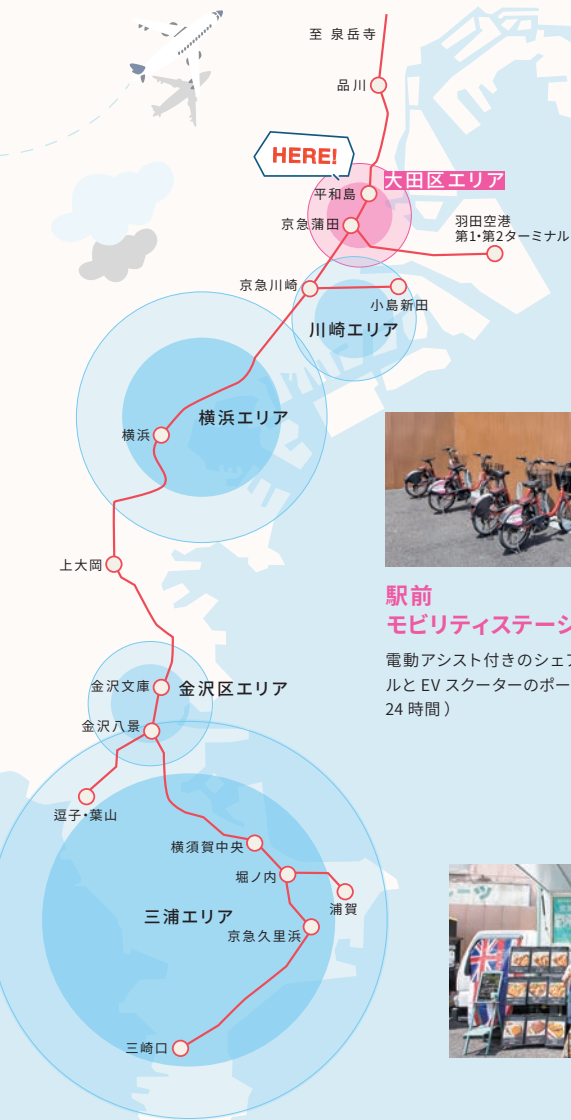 至 泉岳寺
品川
HERE!
大田区エリア
平和島
京急蒲田
羽田空港
第1・第2ターミナル
京急川崎
小島新田
川崎エリア
横浜エリア
横浜
上大岡
金沢文庫
金沢区エリア
金沢八景
逗子・葉山
横須賀中央
堀ノ内
浦賀
三浦エリア
京急久里浜
三崎口
駅前
モビリティステーシ
電動アシスト付きのシェア
ルと EV スクーターのポー
24 時間 ）
ーツ